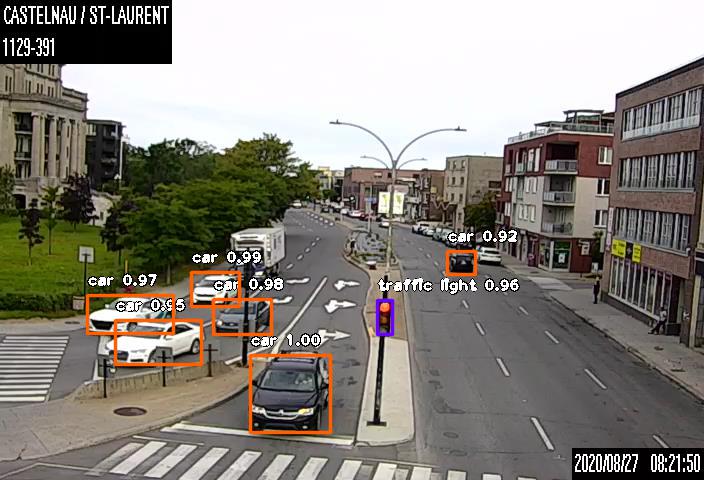 CASTELNAU / ST-LAURENT
1129-391
car 0.92
car 0.99
car 0.97
car 0.98
traffic light 0.96
car 0.95
car 1.00
2020/08/27 08:21:50